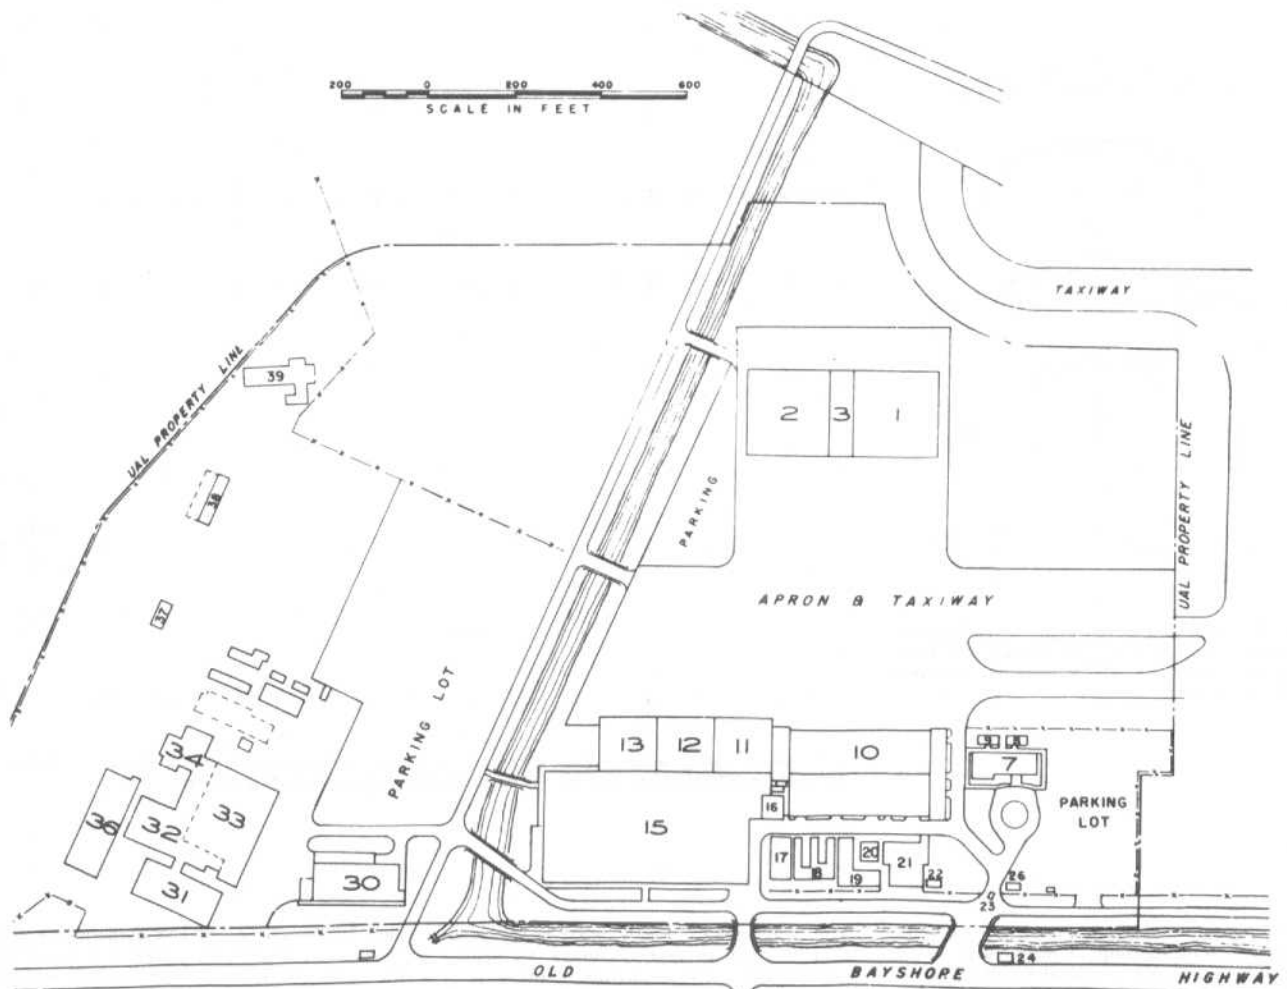 200 0 200 400 600
SCALE IN FEET
TAXIWAY
UAL PROPERTY LINE
39
2 3 1
UAL PROPERTY LINE
38
PARKING
APRON & TAXIWAY
37
PARKING LOT
34
13 12 11 10
9 8
7
36 32 33
15
16
PARKING
LOT
17 18 19 20 21 22
30
31
26
23
24
OLD BAYSHORE HIGHWAY